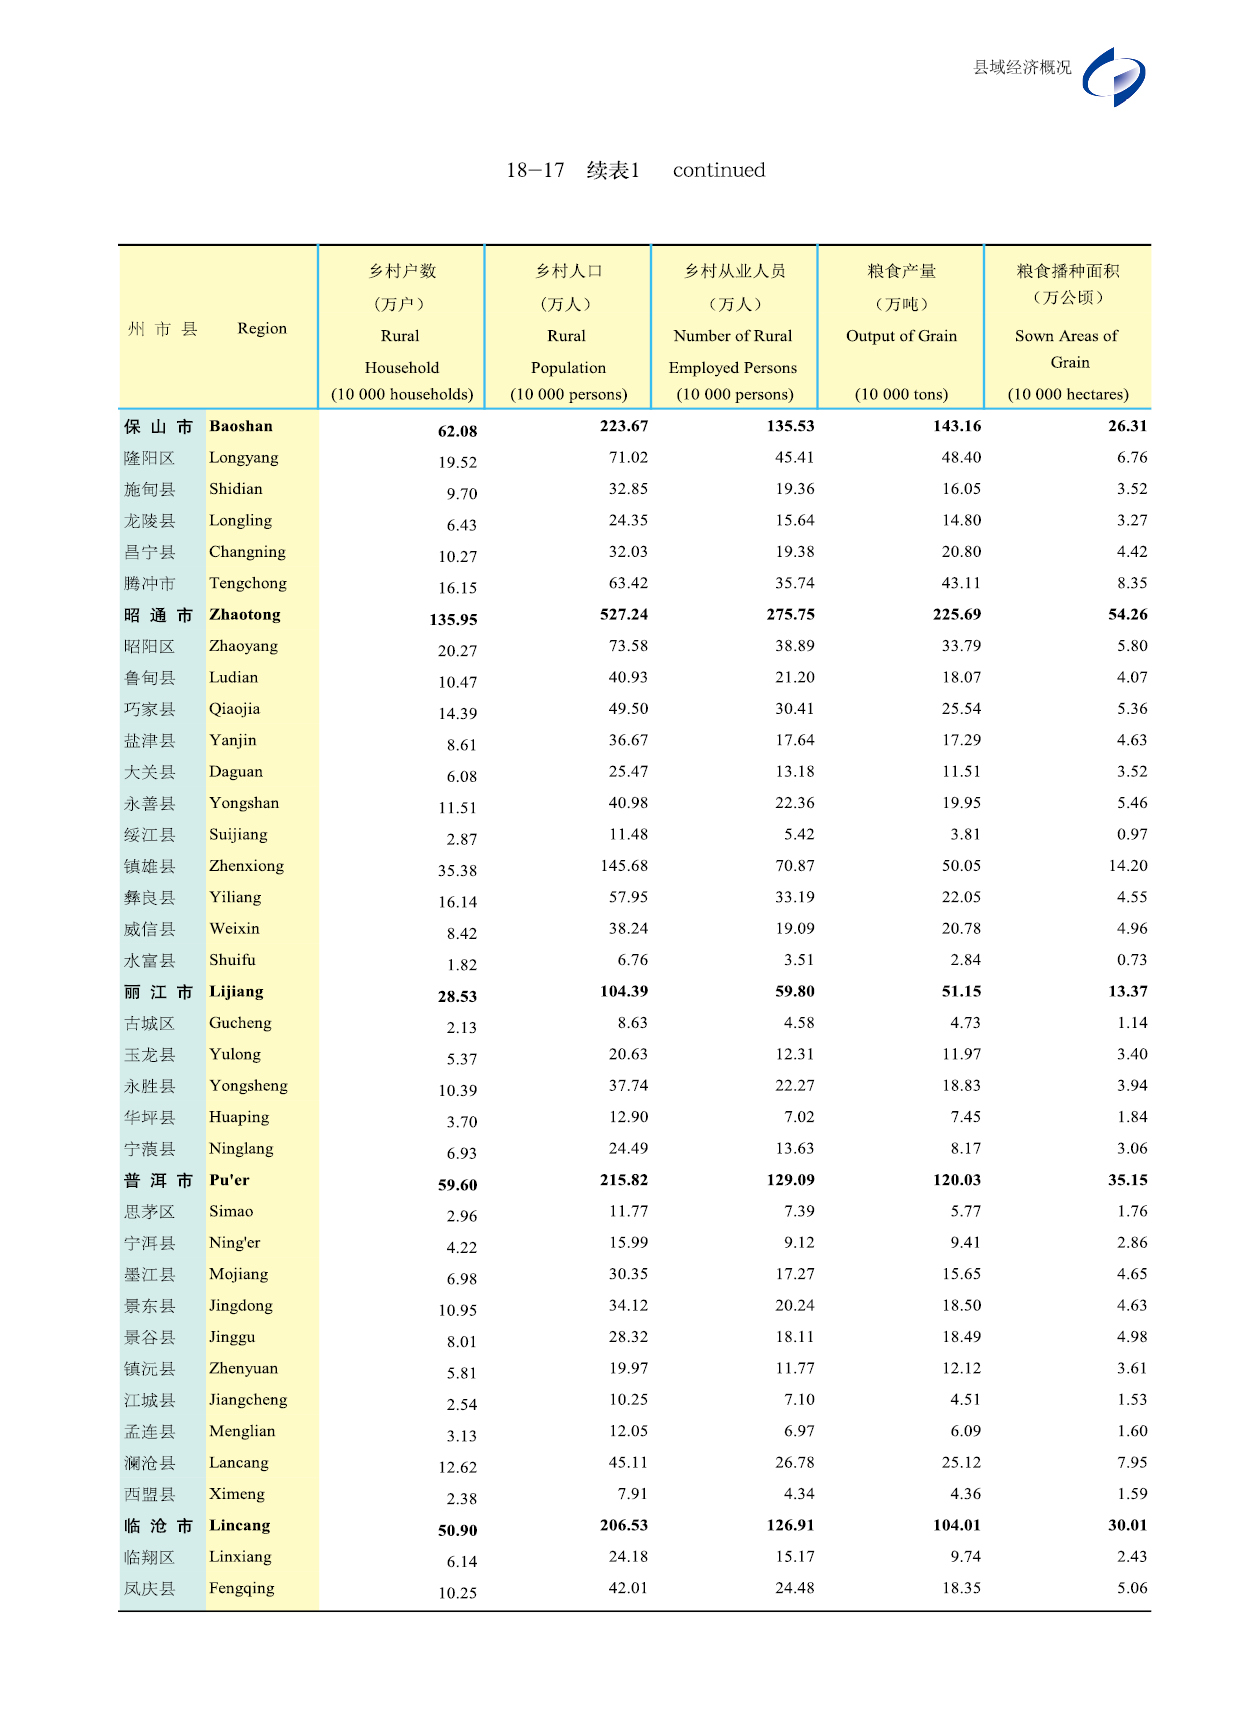 县域经济概况
18-17 续表1 continued
州 市 县 Region
乡村户数 (万户) Rural Household (10 000 households)
乡村人口 (万人) Rural Population (10 000 persons)
乡村从业人员 (万人) Number of Rural Employed Persons (10 000 persons)
粮食产量 (万吨) Output of Grain (10 000 tons)
粮食播种面积 (万公顷) Sown Areas of Grain (10 000 hectares)
保 山 市 Baoshan 62.08 223.67 135.53 143.16 26.31
隆阳区 Longyang 19.52 71.02 45.41 48.40 6.76
施甸县 Shidian 9.70 32.85 19.36 16.05 3.52
龙陵县 Longling 6.43 24.35 15.64 14.80 3.27
昌宁县 Changning 10.27 32.03 19.38 20.80 4.42
腾冲市 Tengchong 16.15 63.42 35.74 43.11 8.35
昭 通 市 Zhaotong 135.95 527.24 275.75 225.69 54.26
昭阳区 Zhaoyang 20.27 73.58 38.89 33.79 5.80
鲁甸县 Ludian 10.47 40.93 21.20 18.07 4.07
巧家县 Qiaojia 14.39 49.50 30.41 25.54 5.36
盐津县 Yanjin 8.61 36.67 17.64 17.29 4.63
大关县 Daguan 6.08 25.47 13.18 11.51 3.52
永善县 Yongshan 11.51 40.98 22.36 19.95 5.46
绥江县 Suijiang 2.87 11.48 5.42 3.81 0.97
镇雄县 Zhenxiong 35.38 145.68 70.87 50.05 14.20
彝良县 Yiliang 16.14 57.95 33.19 22.05 4.55
威信县 Weixin 8.42 38.24 19.09 20.78 4.96
水富县 Shuifu 1.82 6.76 3.51 2.84 0.73
丽 江 市 Lijiang 28.53 104.39 59.80 51.15 13.37
古城区 Gucheng 2.13 8.63 4.58 4.73 1.14
玉龙县 Yulong 5.37 20.63 12.31 11.97 3.40
永胜县 Yongsheng 10.39 37.74 22.27 18.83 3.94
华坪县 Huaping 3.70 12.90 7.02 7.45 1.84
宁蒗县 Ninglang 6.93 24.49 13.63 8.17 3.06
普 洱 市 Pu'er 59.60 215.82 129.09 120.03 35.15
思茅区 Simao 2.96 11.77 7.39 5.77 1.76
宁洱县 Ning'er 4.22 15.99 9.12 9.41 2.86
墨江县 Mojiang 6.98 30.35 17.27 15.65 4.65
景东县 Jingdong 10.95 34.12 20.24 18.50 4.63
景谷县 Jinggu 8.01 28.32 18.11 18.49 4.98
镇沅县 Zhenyuan 5.81 19.97 11.77 12.12 3.61
江城县 Jiangcheng 2.54 10.25 7.10 4.51 1.53
孟连县 Menglian 3.13 12.05 6.97 6.09 1.60
澜沧县 Lancang 12.62 45.11 26.78 25.12 7.95
西盟县 Ximeng 2.38 7.91 4.34 4.36 1.59
临 沧 市 Lincang 50.90 206.53 126.91 104.01 30.01
临翔区 Linxiang 6.14 24.18 15.17 9.74 2.43
凤庆县 Fengqing 10.25 42.01 24.48 18.35 5.06